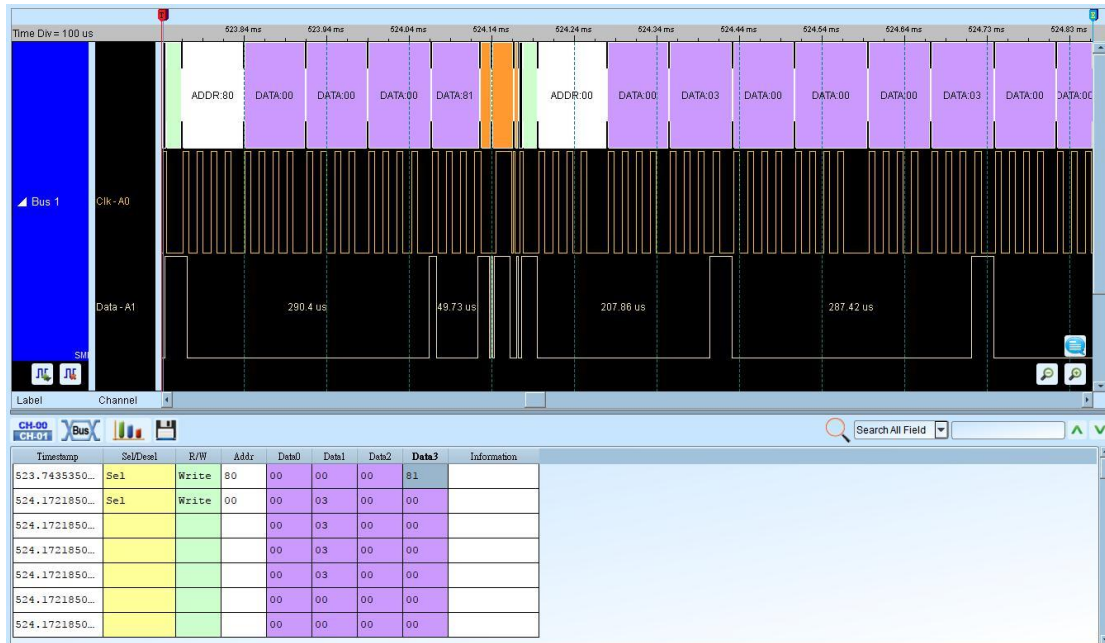 Time Div = 100 us
523.84 ms 523.94 ms 524.04 ms 524.14 ms 524.24 ms 524.34 ms 524.44 ms 524.54 ms 524.64 ms 524.73 ms 524.83 ms
ADDR:80 DATA:00 DATA:00 DATA:00 DATA:81 ADDR:00 DATA:00 DATA:03 DATA:00 DATA:00 DATA:00 DATA:03 DATA:00 DATA:00
Bus 1 Clk - A0
Data - A1 290.4 us 49.73 us 207.86 us 287.42 us
SMI
Label Channel
CH-00
CH-01
Bus
Search All Field
Timestamp Sel/Desel R/W Addr Data0 Data1 Data2 Data3 Information
523.7435350... Sel Write 80 00 00 00 81
524.1721850... Sel Write 00 00 03 00 00
524.1721850... 00 03 00 00
524.1721850... 00 03 00 00
524.1721850... 00 03 00 00
524.1721850... 00 00 00 00
524.1721850... 00 00 00 00